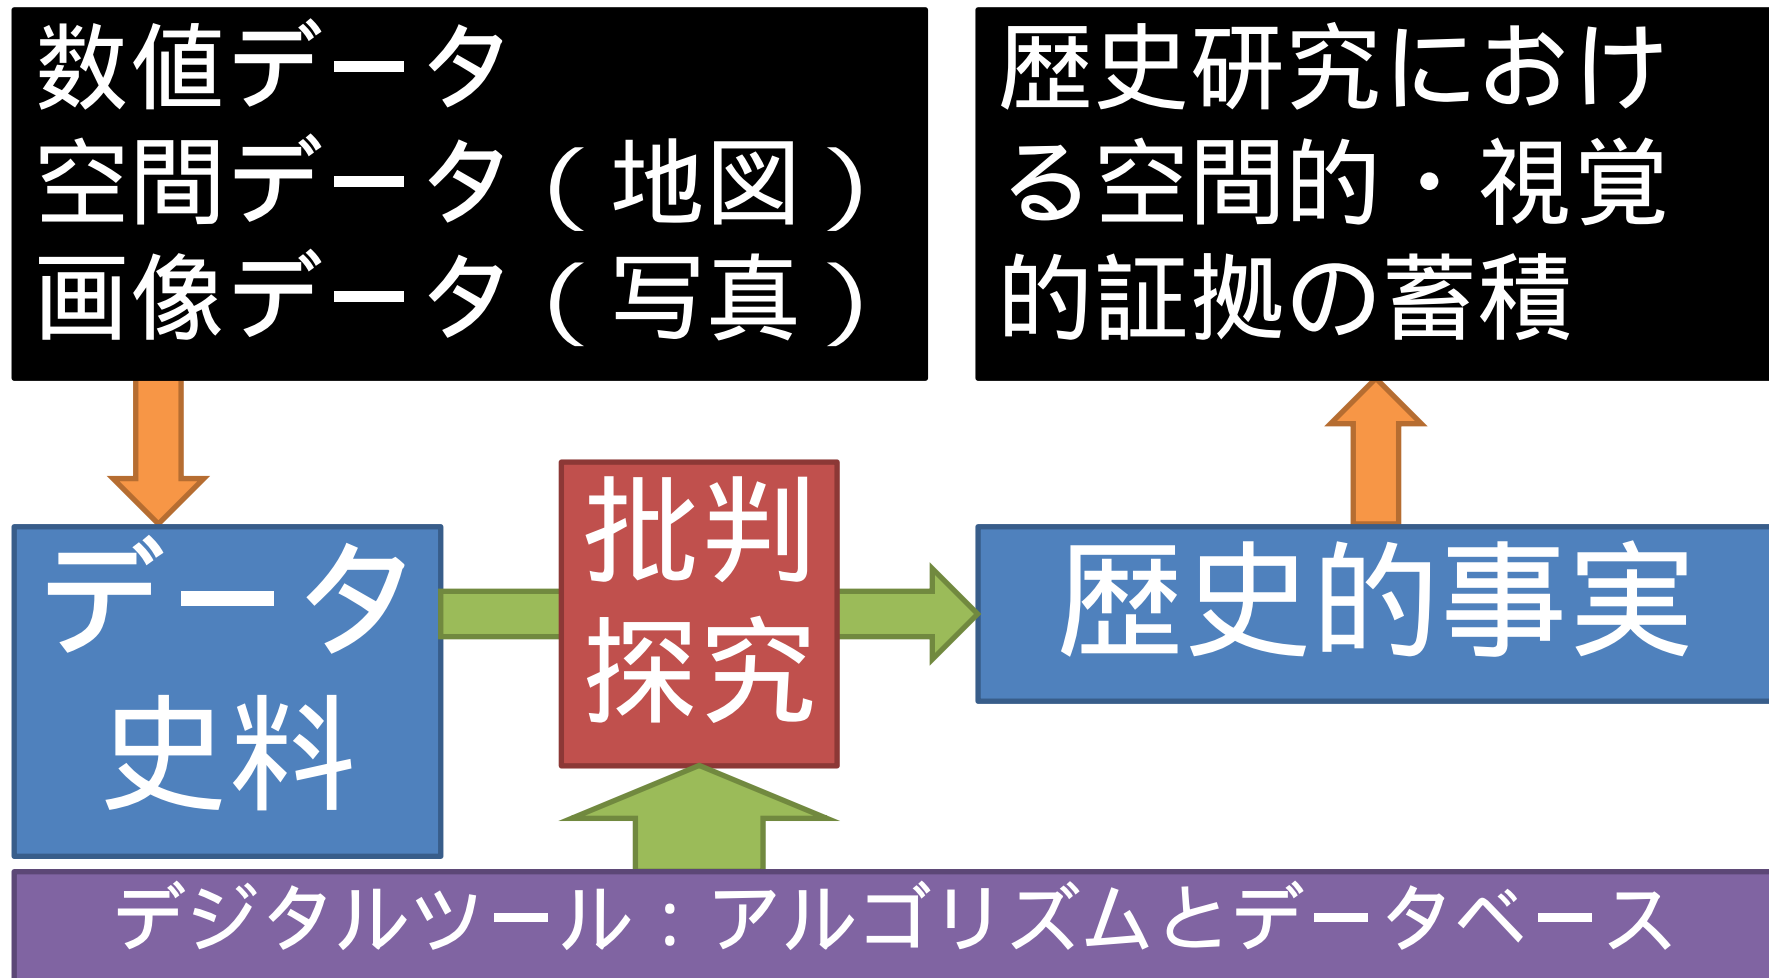 数値データ
空間データ(地図)
画像データ(写真)
歴史研究におけ
る空間的・視覚
的証拠の蓄積
データ
史料
批判
探究
歴史的事実
デジタルツール:アルゴリズムとデータベース